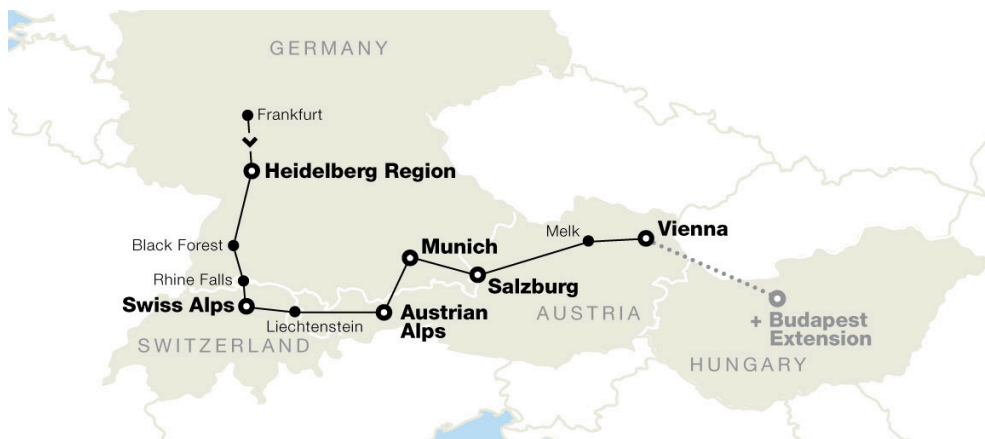 GERMANY
Frankfurt
Heidelberg Region
Black Forest
Rhine Falls
Swiss Alps
Liechtenstein
SWITZERLAND
Munich
Austrian
Alps
Salzburg
AUSTRIA
Melk
Vienna
+ Budapest
Extension
HUNGARY